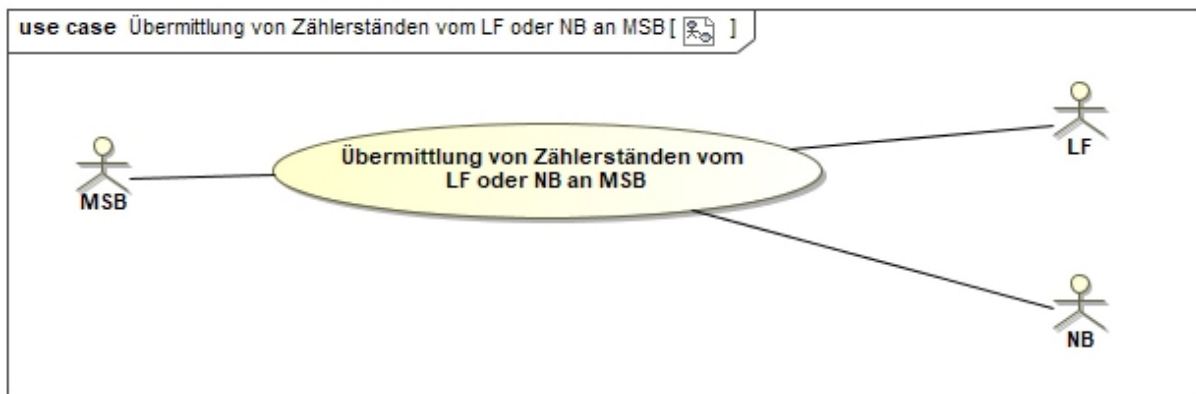 use case Übermittlung von Zählerständen vom LF oder NB an MSB [ ]
LF
Übermittlung von Zählerständen vom
LF oder NB an MSB
MSB
NB